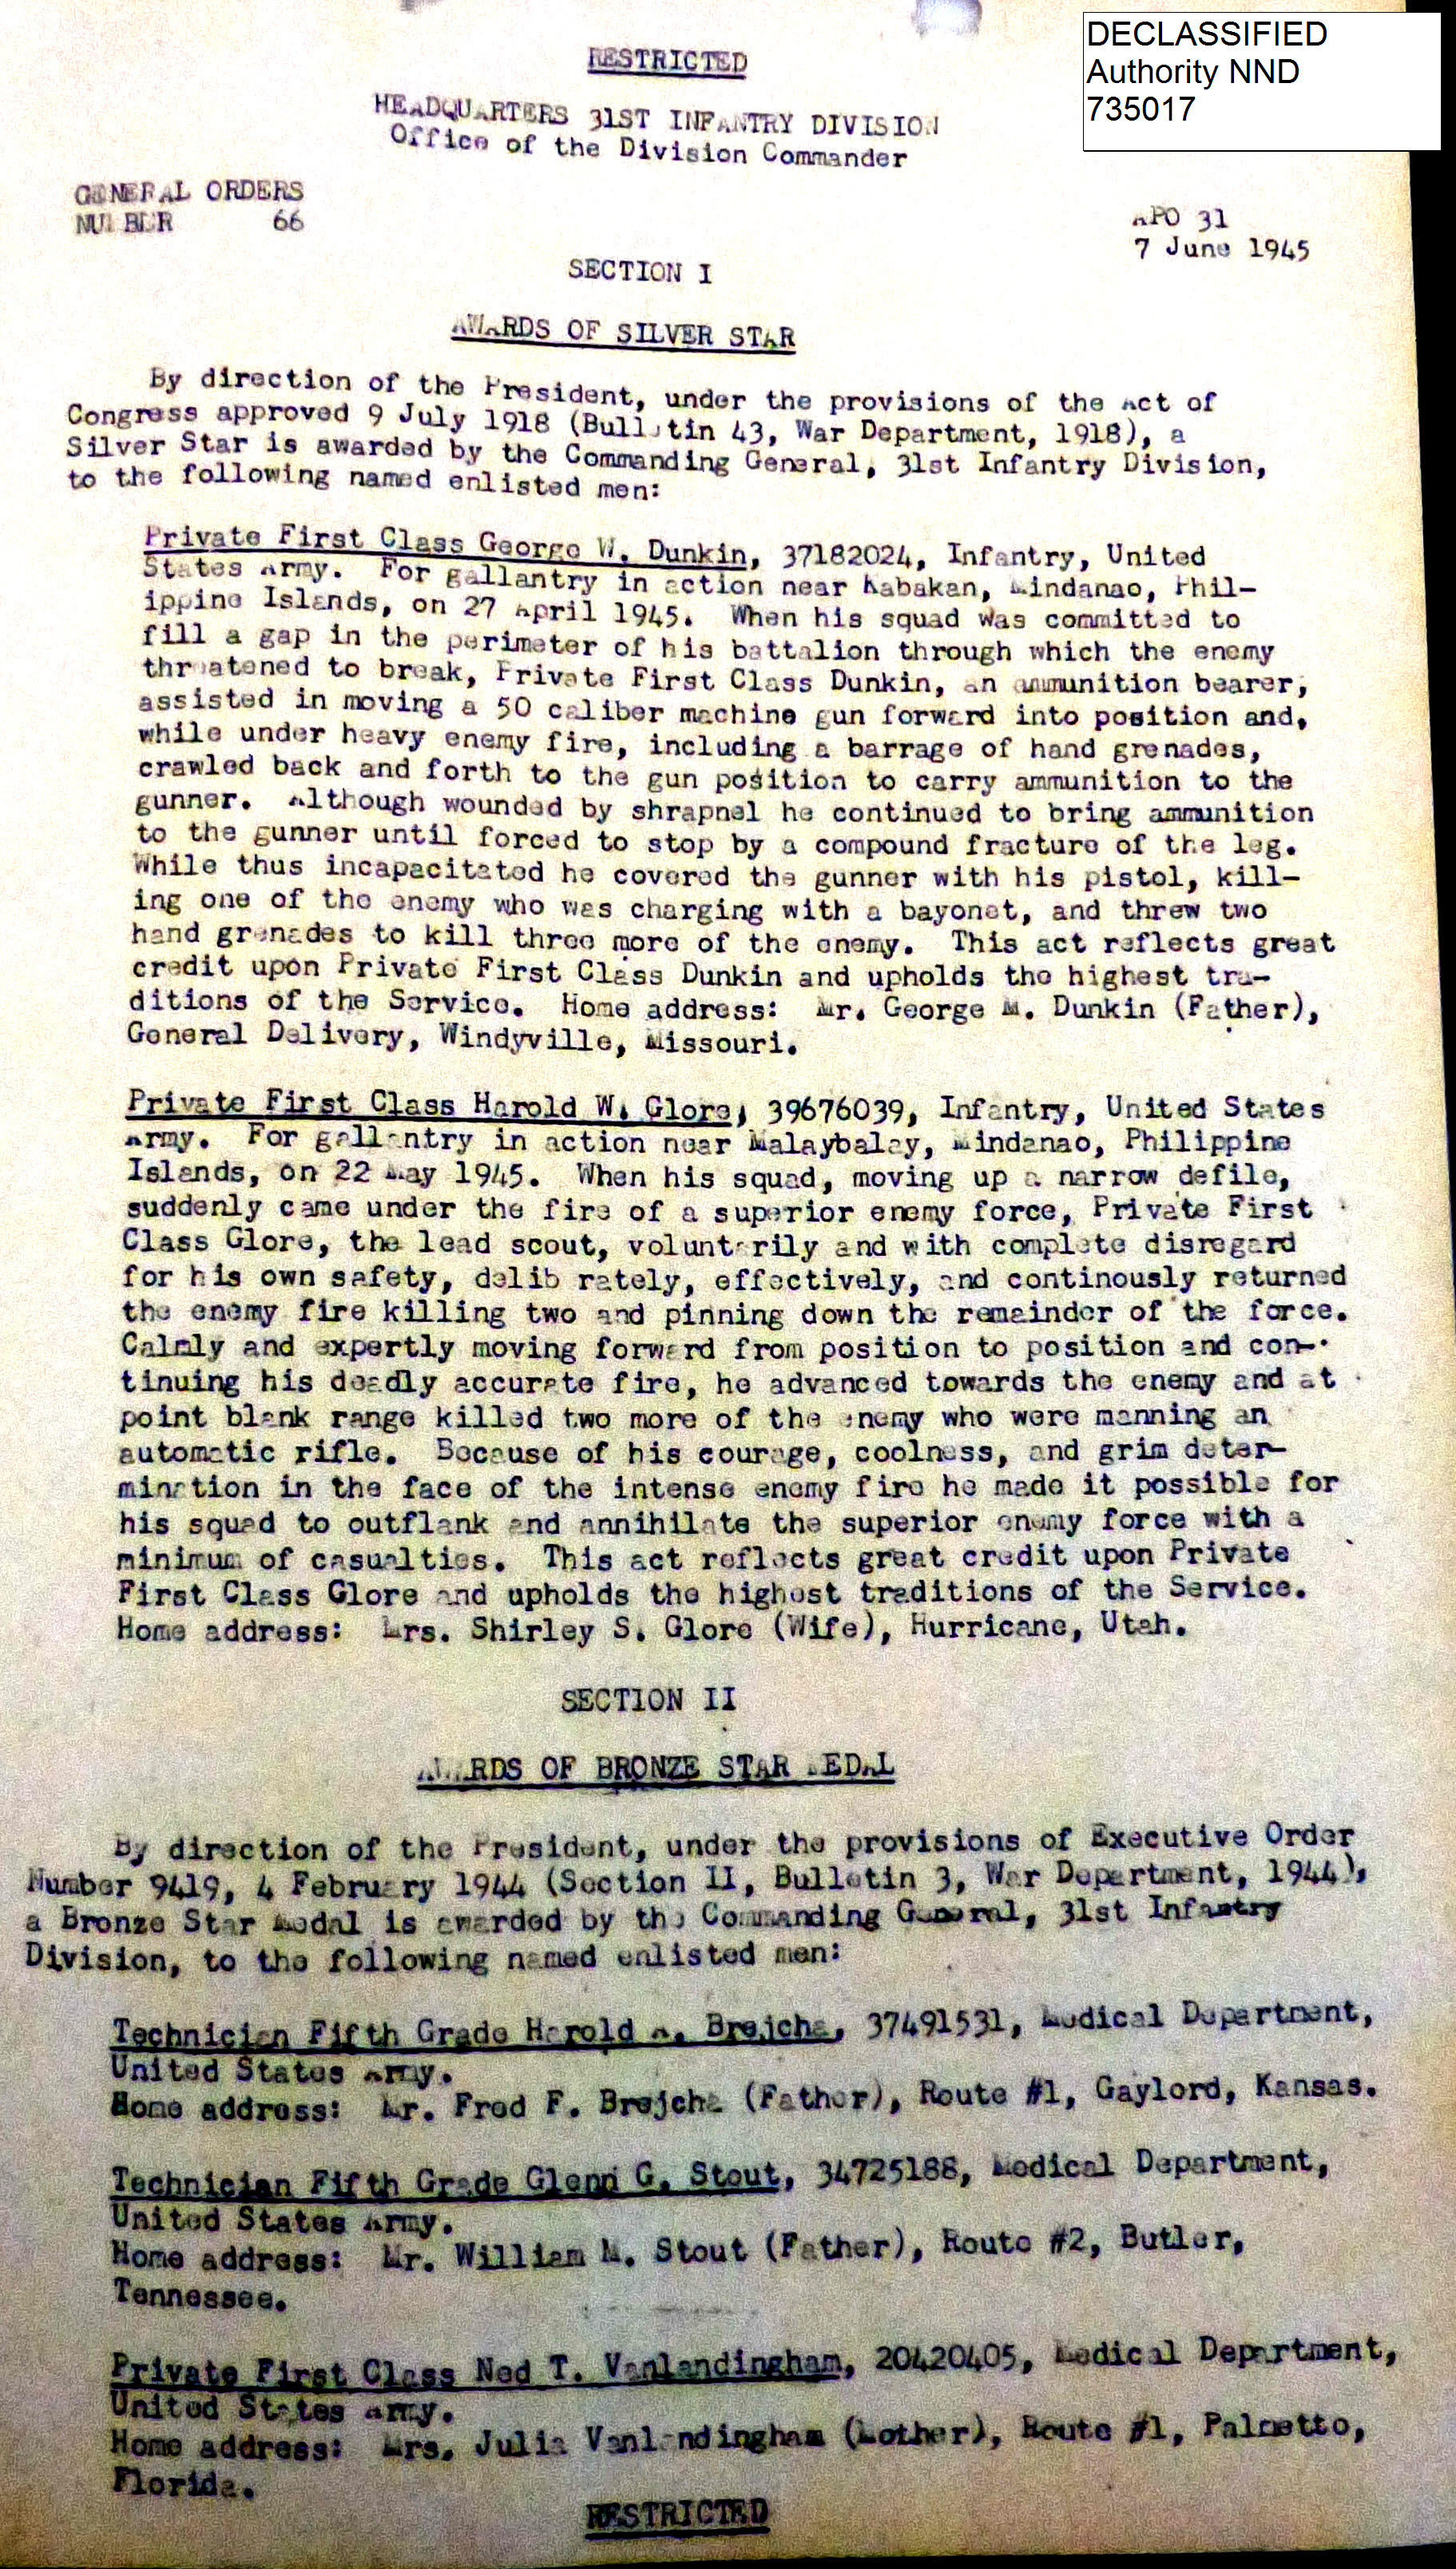 RESTRICTED
DECLASSIFIED
Authority NND
735017
HEADQUARTERS 31ST INFANTRY DIVISION
Office of the Division Commander
GENERAL ORDERS
NUMBER 66
APO 31
7 June 1945
SECTION I
AWARDS OF SILVER STAR
By direction of the President, under the provisions of the Act of
Congress approved 9 July 1918 (Bulletin 43, War Department, 1918), a
Silver Star is awarded by the Commanding General, 31st Infantry Division,
to the following named enlisted men:
Private First Class George W. Dunkin, 37182024, Infantry, United
States Army. For gallantry in action near Kabakan, Mindanao, Phil-
ippine Islands, on 27 April 1945. When his squad was committed to
fill a gap in the perimeter of his battalion through which the enemy
threatened to break, Private First Class Dunkin, an ammunition bearer,
assisted in moving a 50 caliber machine gun forward into position and,
while under heavy enemy fire, including a barrage of hand grenades,
crawled back and forth to the gun position to carry ammunition to the
gunner. Although wounded by shrapnel he continued to bring ammunition
to the gunner until forced to stop by a compound fracture of the leg.
While thus incapacitated he covered the gunner with his pistol, kill-
ing one of the enemy who was charging with a bayonet, and threw two
hand grenades to kill three more of the enemy. This act reflects great
credit upon Private First Class Dunkin and upholds the highest tra-
ditions of the Service. Home address: Mr. George M. Dunkin (Father),
General Delivery, Windyville, Missouri.
Private First Class Harold W. Glore, 39676039, Infantry, United States
Army. For gallantry in action near Malaybalay, Mindanao, Philippine
Islands, on 22 May 1945. When his squad, moving up a narrow defile,
suddenly came under the fire of a superior enemy force, Private First
Class Glore, the lead scout, voluntarily and with complete disregard
for his own safety, deliberately, effectively, and continously returned
the enemy fire killing two and pinning down the remainder of the force.
Calmly and expertly moving forward from position to position and con-
tinuing his deadly accurate fire, he advanced towards the enemy and at
point blank range killed two more of the enemy who were manning an
automatic rifle. Because of his courage, coolness, and grim deter-
mination in the face of the intense enemy fire he made it possible for
his squad to outflank and annihilate the superior enemy force with a
minimum of casualties. This act reflects great credit upon Private
First Class Glore and upholds the highest traditions of the Service.
Home address: Mrs. Shirley S. Glore (Wife), Hurricane, Utah.
SECTION II
AWARDS OF BRONZE STAR MEDAL
By direction of the President, under the provisions of Executive Order
Number 9419, 4 February 1944 (Section II, Bulletin 3, War Department, 1944),
a Bronze Star Medal is awarded by the Commanding General, 31st Infantry
Division, to the following named enlisted men:
Technician Fifth Grade Harold A. Brejcha, 37491531, Medical Department,
United States Army.
Home address: Mr. Fred F. Brejcha (Father), Route #1, Gaylord, Kansas.
Technician Fifth Grade Glenn G. Stout, 34725188, Medical Department,
United States Army.
Home address: Mr. William M. Stout (Father), Route #2, Butler,
Tennessee.
Private First Class Ned T. Vanlandingham, 20420405, Medical Department,
United States Army.
Home address: Mrs. Julia Vanlandingham (Mother), Route #1, Palmetto,
Florida.
RESTRICTED